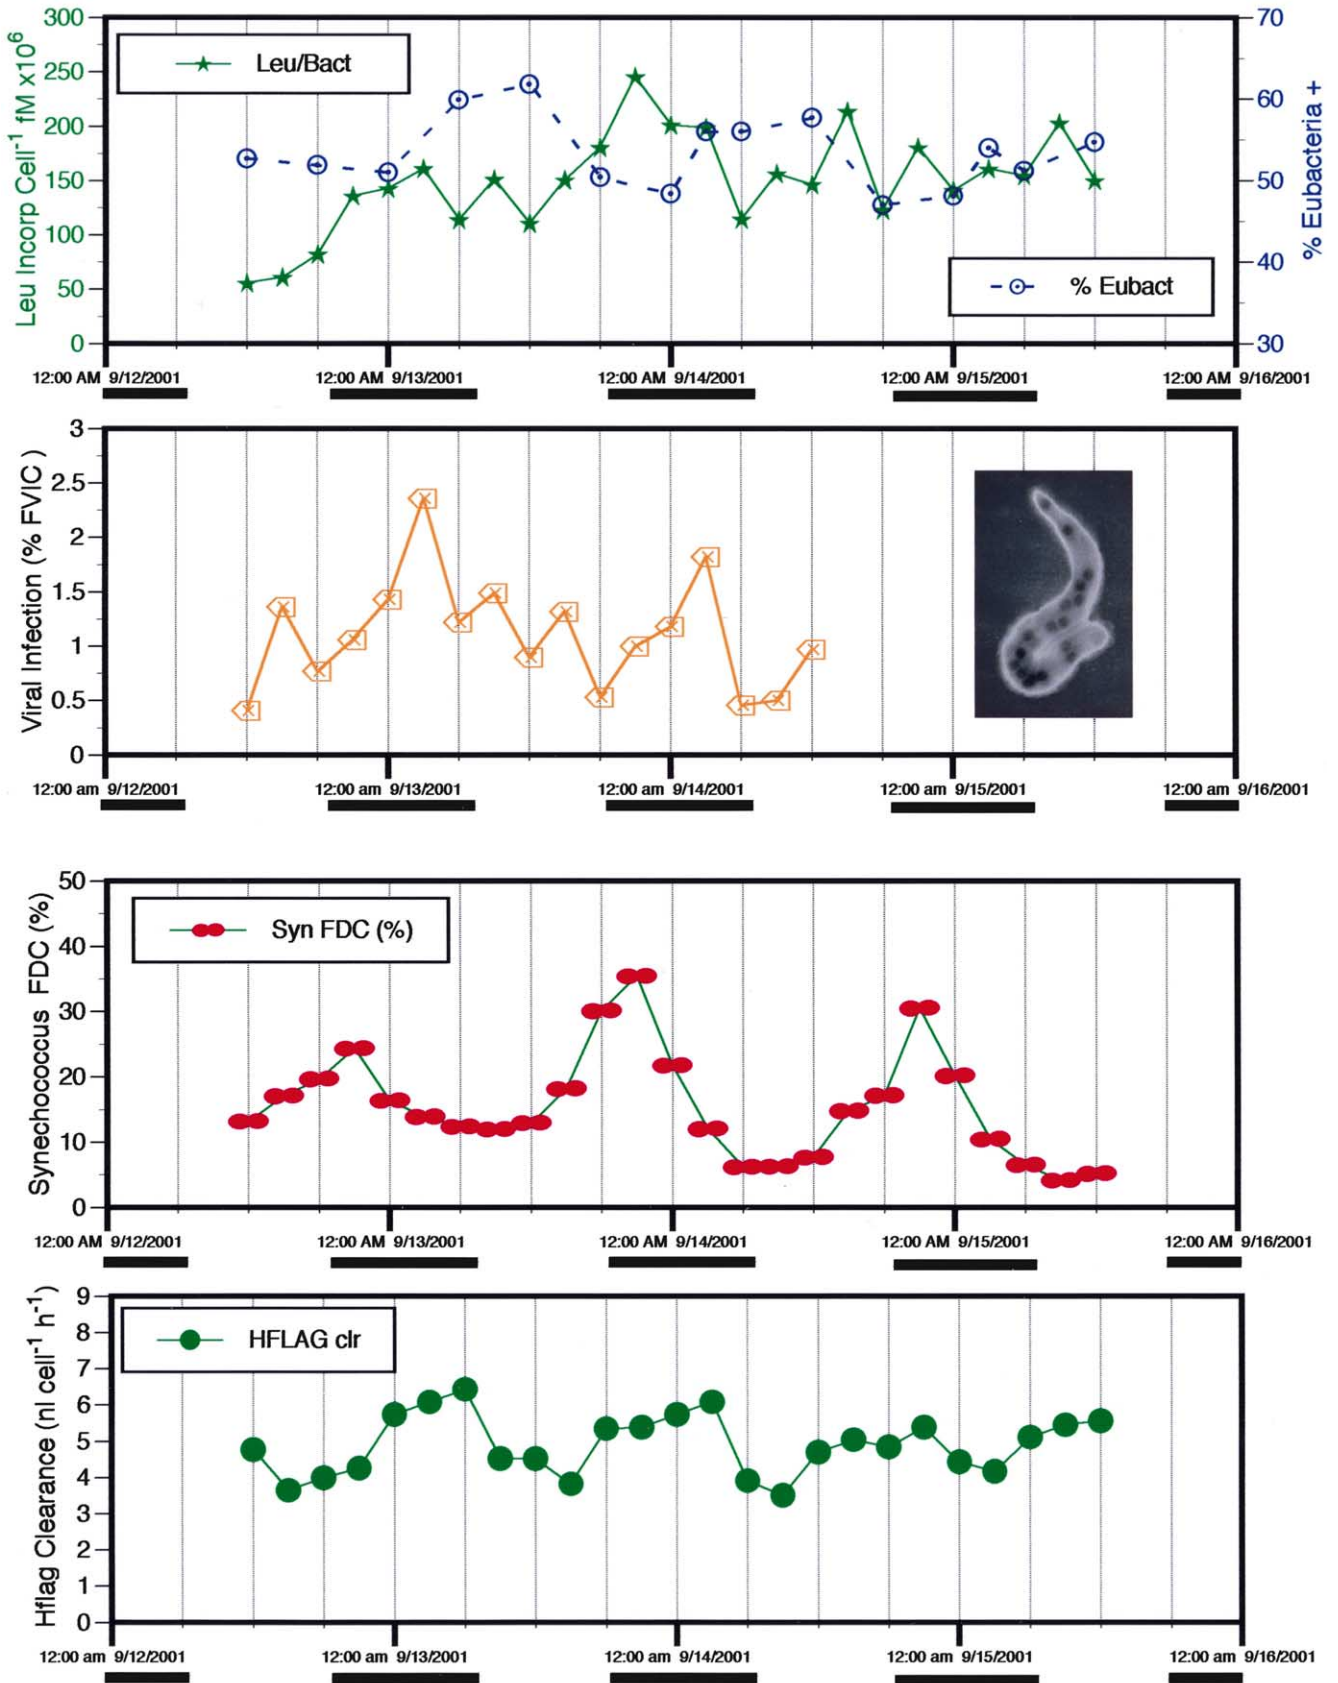 Leu Incorp Cell⁻¹ fM x10⁶
300
250
200
150
100
50
0
Leu/Bact
% Eubact
70
60
50
40
30
% Eubacteria +
12:00 AM 9/12/2001
12:00 AM 9/13/2001
12:00 AM 9/14/2001
12:00 AM 9/15/2001
12:00 AM 9/16/2001
Viral Infection (% FVIC )
3
2.5
2
1.5
1
0.5
0
12:00 am 9/12/2001
12:00 am 9/13/2001
12:00 am 9/14/2001
12:00 am 9/15/2001
12:00 am 9/16/2001
Synechococcus FDC (%)
50
40
30
20
10
0
Syn FDC (%)
12:00 AM 9/12/2001
12:00 AM 9/13/2001
12:00 AM 9/14/2001
12:00 AM 9/15/2001
12:00 AM 9/16/2001
Hflag Clearance (nl cell⁻¹ h⁻¹)
9
8
7
6
5
4
3
2
1
0
HFLAG clr
12:00 am 9/12/2001
12:00 am 9/13/2001
12:00 am 9/14/2001
12:00 am 9/15/2001
12:00 am 9/16/2001